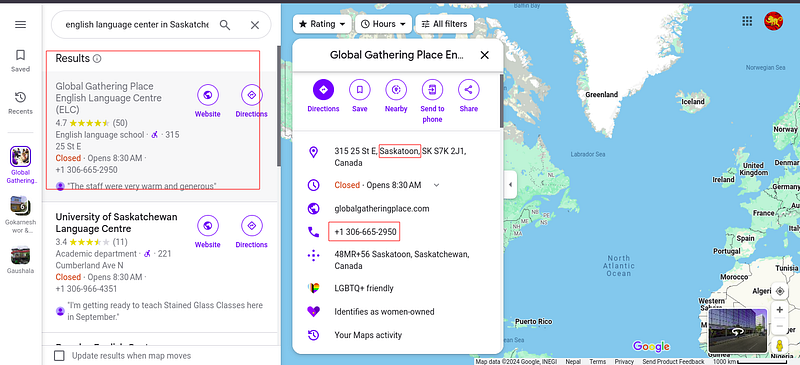 english language center in Saskatche
Rating
Hours
All filters
Saved
Recents
Global
Gathering...
Gokarnesh
wor &...
Gaushala
Results
Global Gathering Place
English Language Centre
(ELC)
4.7 (50)
English language school · 315
25 St E
Closed · Opens 8:30 AM ·
+1 306-665-2950
"The staff were very warm and generous"
Website
Directions
University of Saskatchewan
Language Centre
3.4 (11)
Academic department · 221
Cumberland Ave N
Closed · Opens 8:30 AM ·
+1 306-966-4351
"I'm getting ready to teach Stained Glass Classes here
in September."
Website
Directions
Update results when map moves
Global Gathering Place En...
Directions
Save
Nearby
Send to
phone
Share
315 25 St E, Saskatoon, SK S7K 2J1,
Canada
Closed · Opens 8:30 AM
globalgatheringplace.com
+1 306-665-2950
48MR+56 Saskatoon, Saskatchewan,
Canada
LGBTQ+ friendly
Identifies as women-owned
Your Maps activity
Baffin Bay
Greenland
Iceland
Norwegian Sea
Norway
Labrador Sea
United
Kingdom
Ireland
France
Spain
Portugal
Tunisia
Morocco
Algeria
Western
Sahara
North
Atlantic
Ocean
Puerto Rico
Google
Map data ©2024 Google, INEGI
Nepal
Terms
Privacy
Send Product Feedback
1000 km